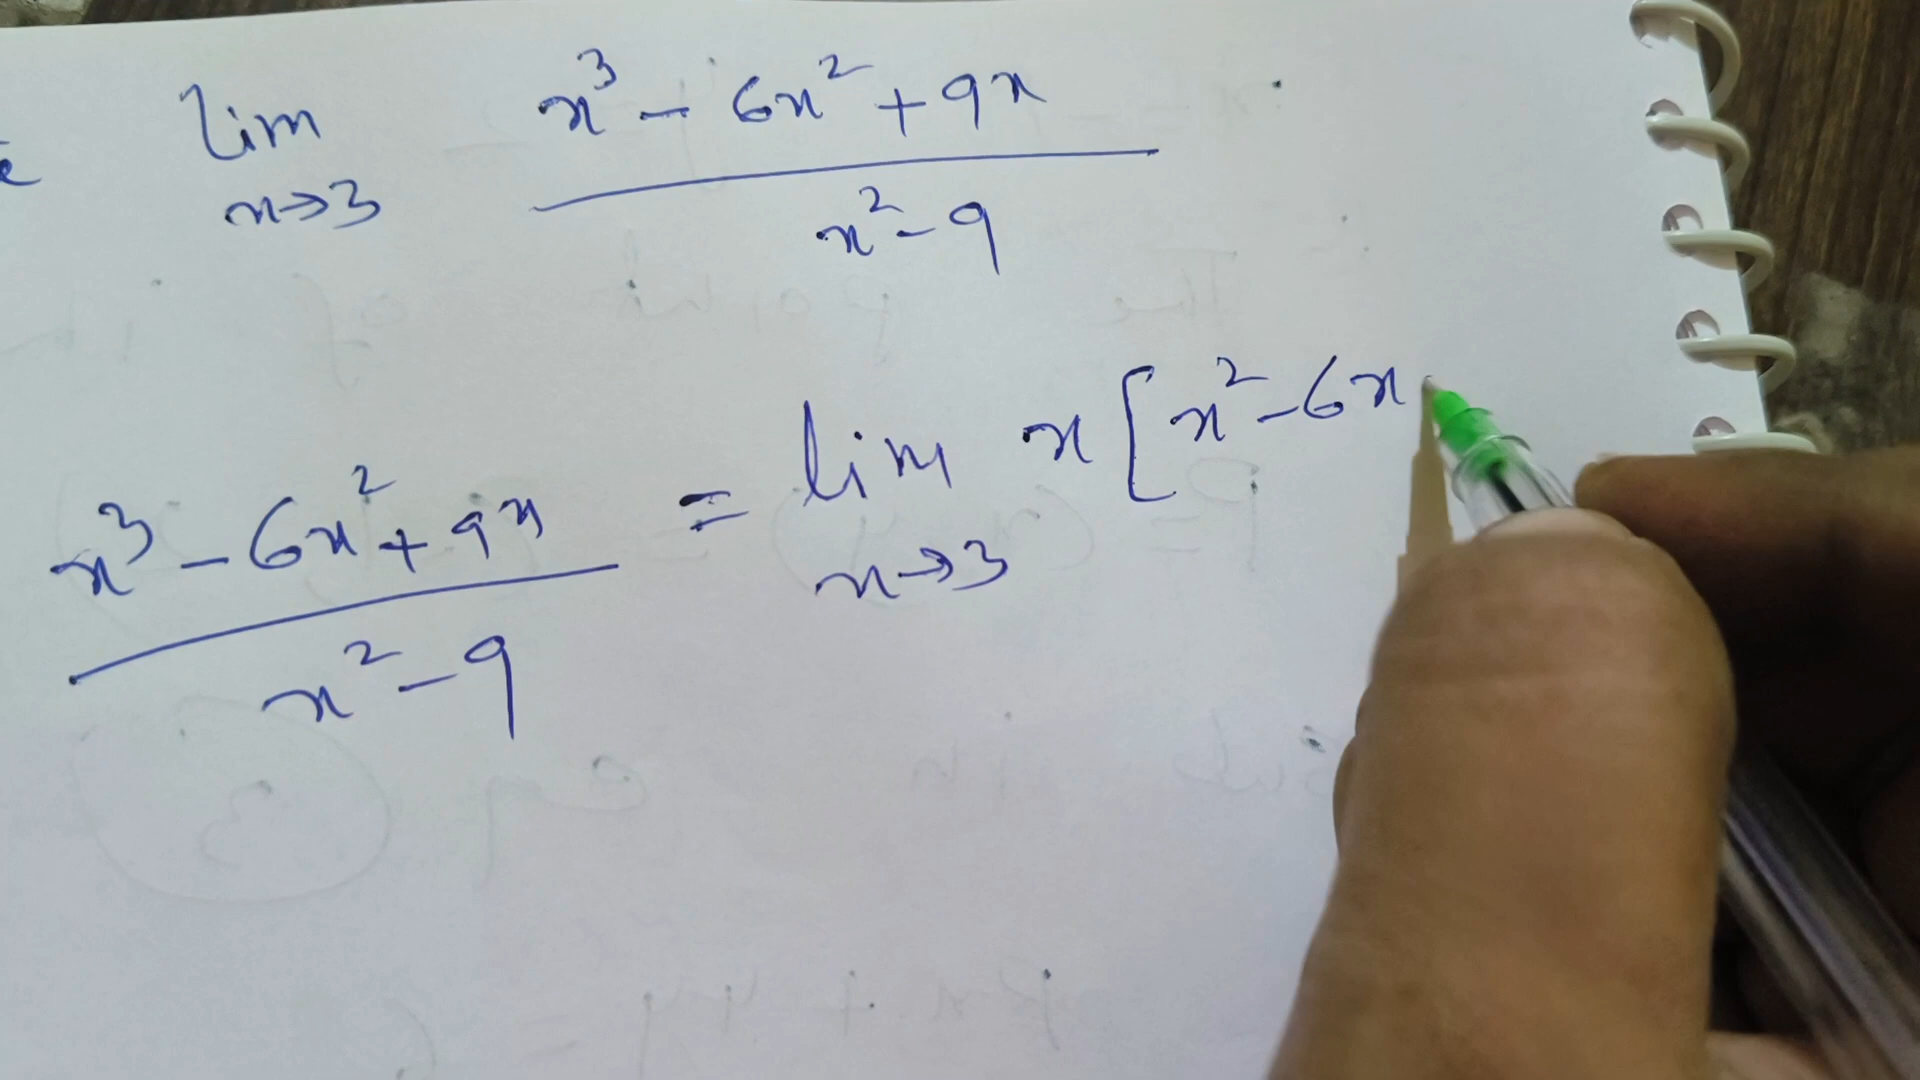 lim x³ - 6x² + 9x
x→3 x² - 9
x³ - 6x² + 9x = lim x [x² - 6x
x² - 9 x→3